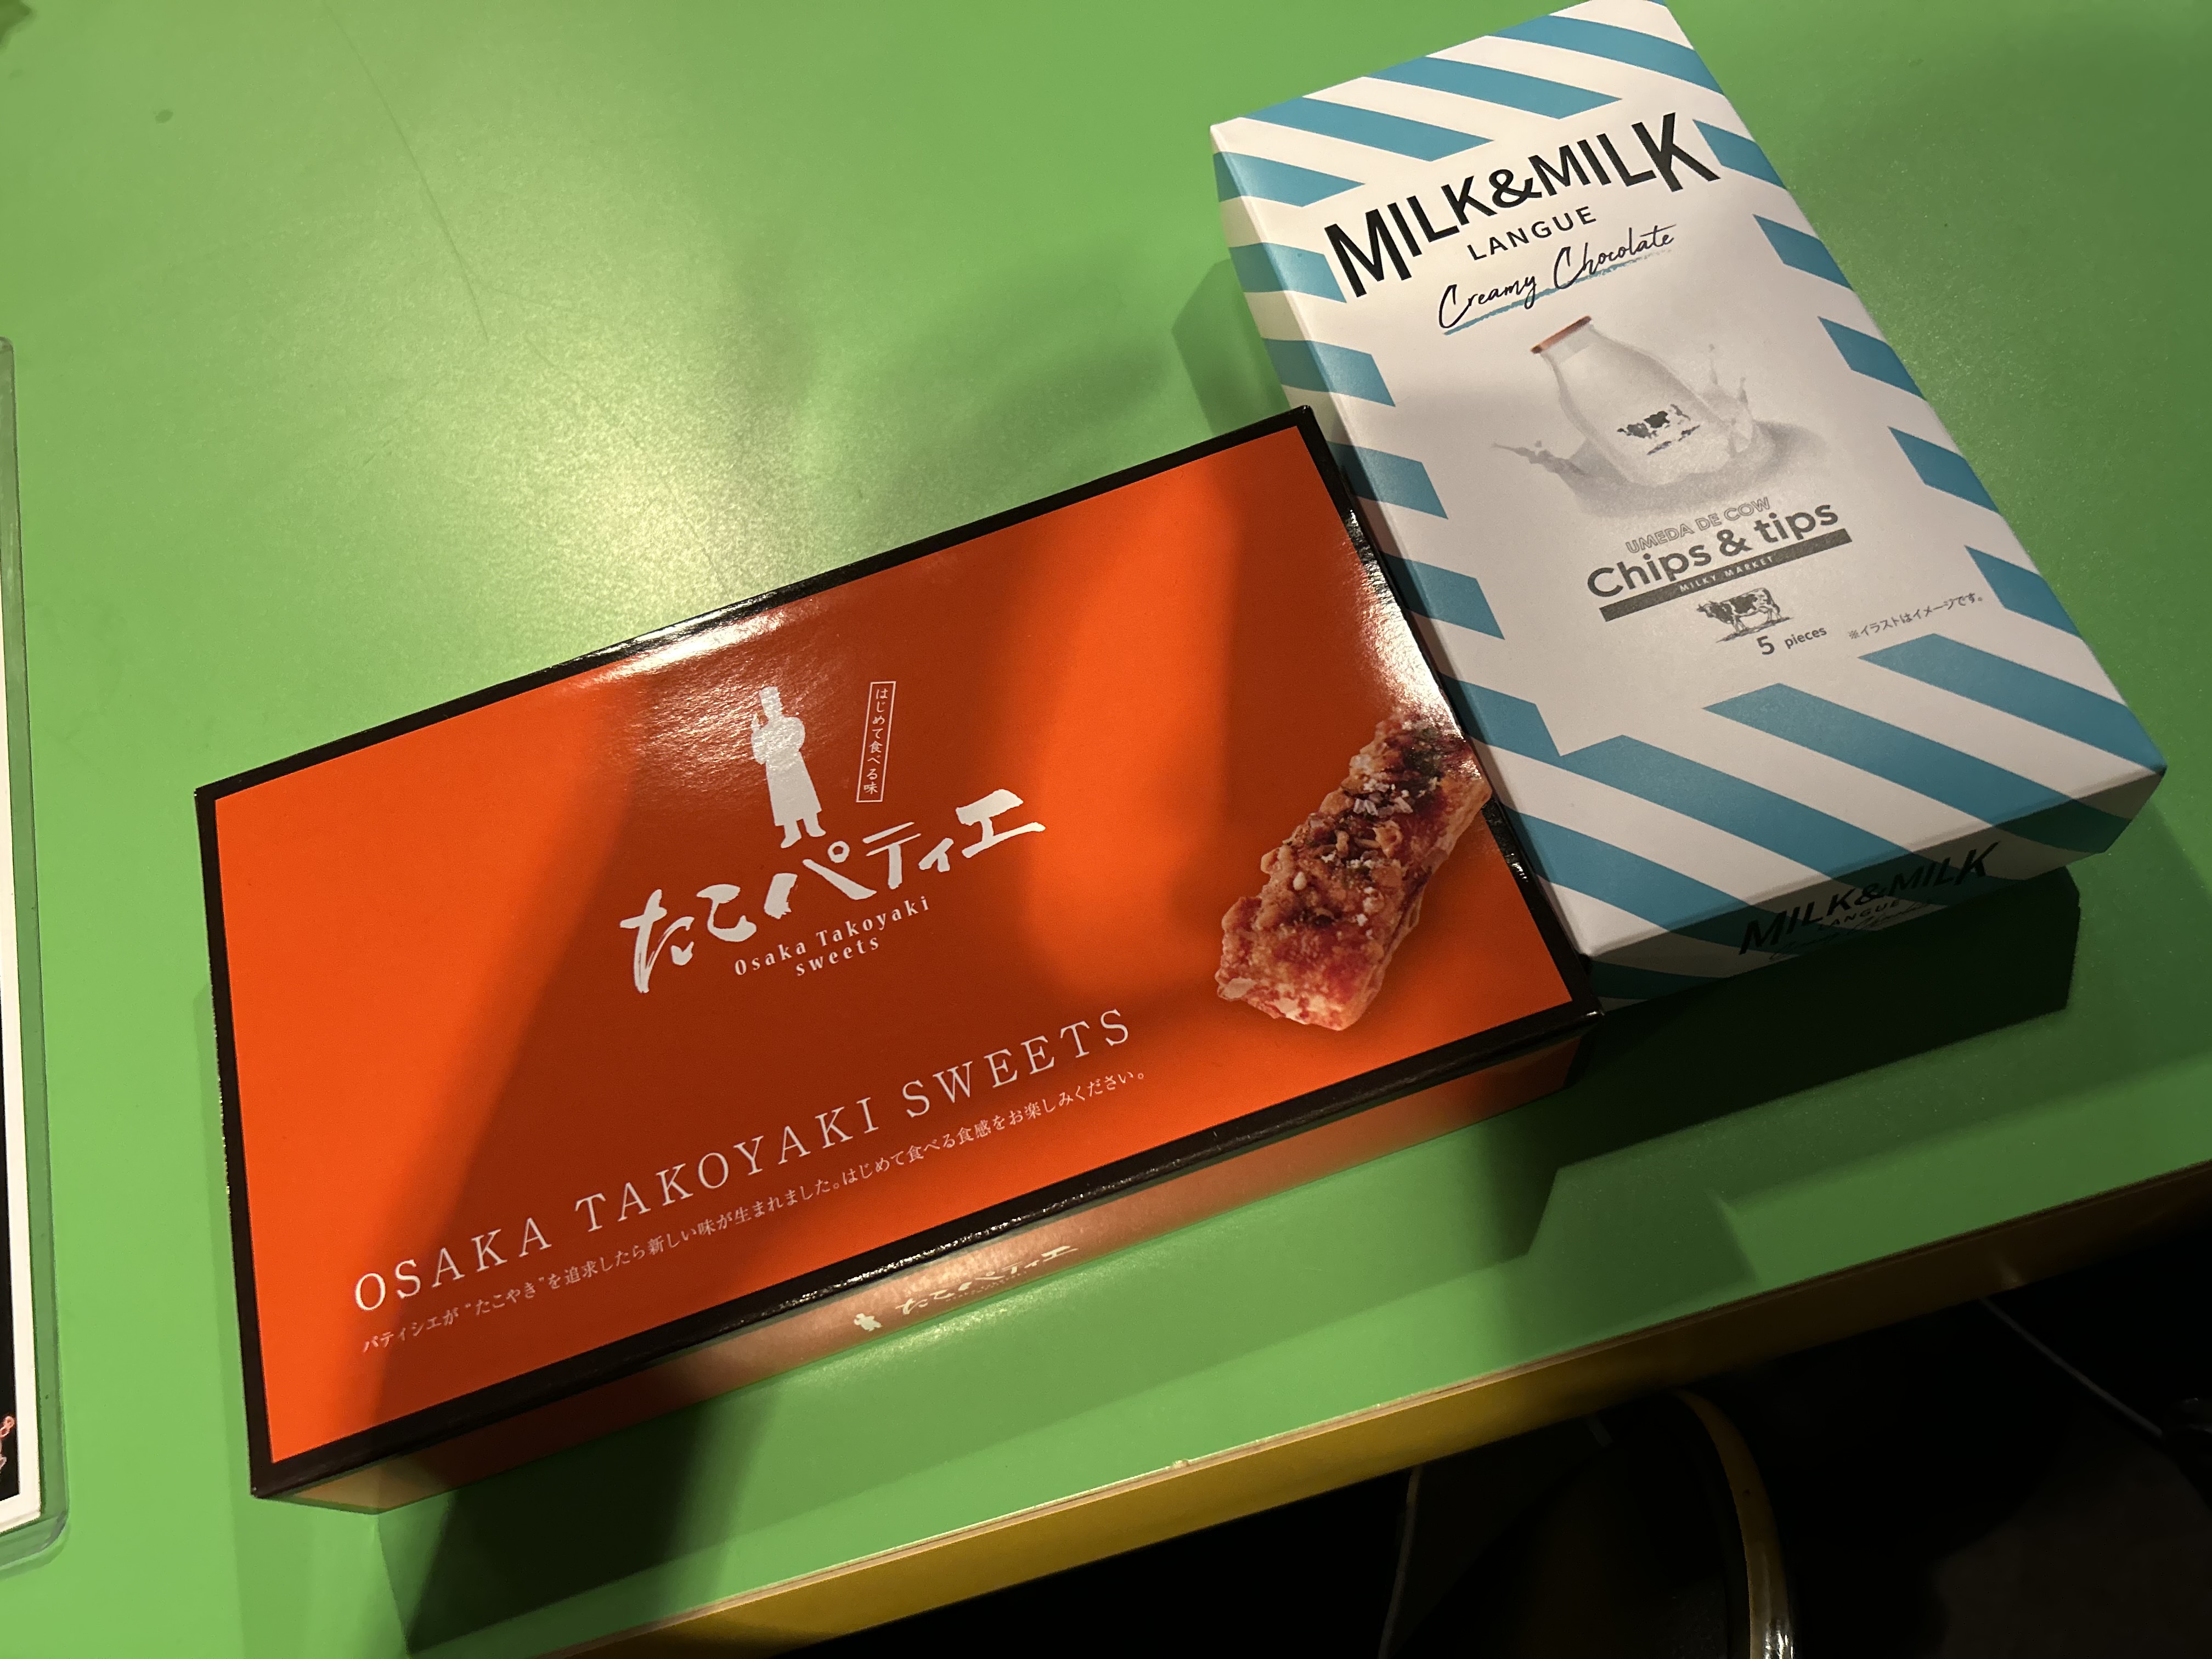 はじめて食べる味
たこパティエ
Osaka Takoyaki
sweets
OSAKA TAKOYAKI SWEETS
パティシエが“たこやき”を追求したら新しい味が生まれました。はじめて食べる食感をお楽しみください。
たこパティエ
MILK&MILK
LANGUE
Creamy Chocolate
UMEDA DE COW
Chips & tips
MILKY MARKET
5 pieces
※イラストはイメージです。
MILK&MILK
LANGUE